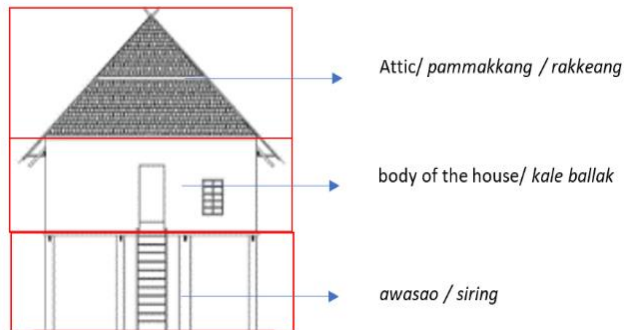 Attic/ pammakkang / rakkeang
body of the house/ kale ballak
awasao / siring